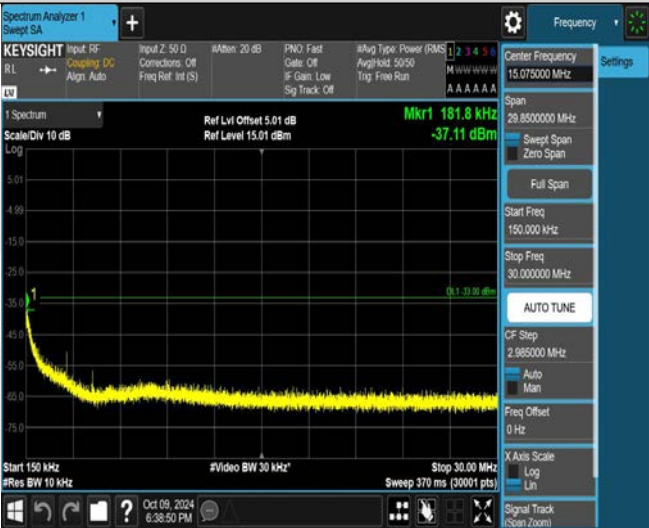 Spectrum Analyzer 1
Swept SA
+
Frequency
KEYSIGHT
RL
LXI
Input: RF
Coupling: DC
Align: Auto
Input Z: 50 Ω
Corrections: Off
Freq Ref: Int (S)
#Atten: 20 dB
PNO: Fast
Gate: Off
IF Gain: Low
Sig Track: Off
#Avg Type: Power (RMS
Avg|Hold: 50/50
Trig: Free Run
1 2 3 4 5 6
M W W W W W
A A A A A A
1 Spectrum
Scale/Div 10 dB
Log
Ref Lvl Offset 5.01 dB
Ref Level 15.01 dBm
Mkr1 181.8 kHz
-37.11 dBm
5.01
-4.99
-15.0
-25.0
-35.0
-45.0
-55.0
-65.0
-75.0
1
DL1 -33.00 dBm
Start 150 kHz
#Res BW 10 kHz
#Video BW 30 kHz*
Stop 30.00 MHz
Sweep 370 ms (30001 pts)
Oct 09, 2024
6:38:50 PM
?
Center Frequency
15.075000 MHz
Settings
Span
29.8500000 MHz
Swept Span
Zero Span
Full Span
Start Freq
150.000 kHz
Stop Freq
30.000000 MHz
AUTO TUNE
CF Step
2.985000 MHz
Auto
Man
Freq Offset
0 Hz
X Axis Scale
Log
Lin
Signal Track
(Span Zoom)